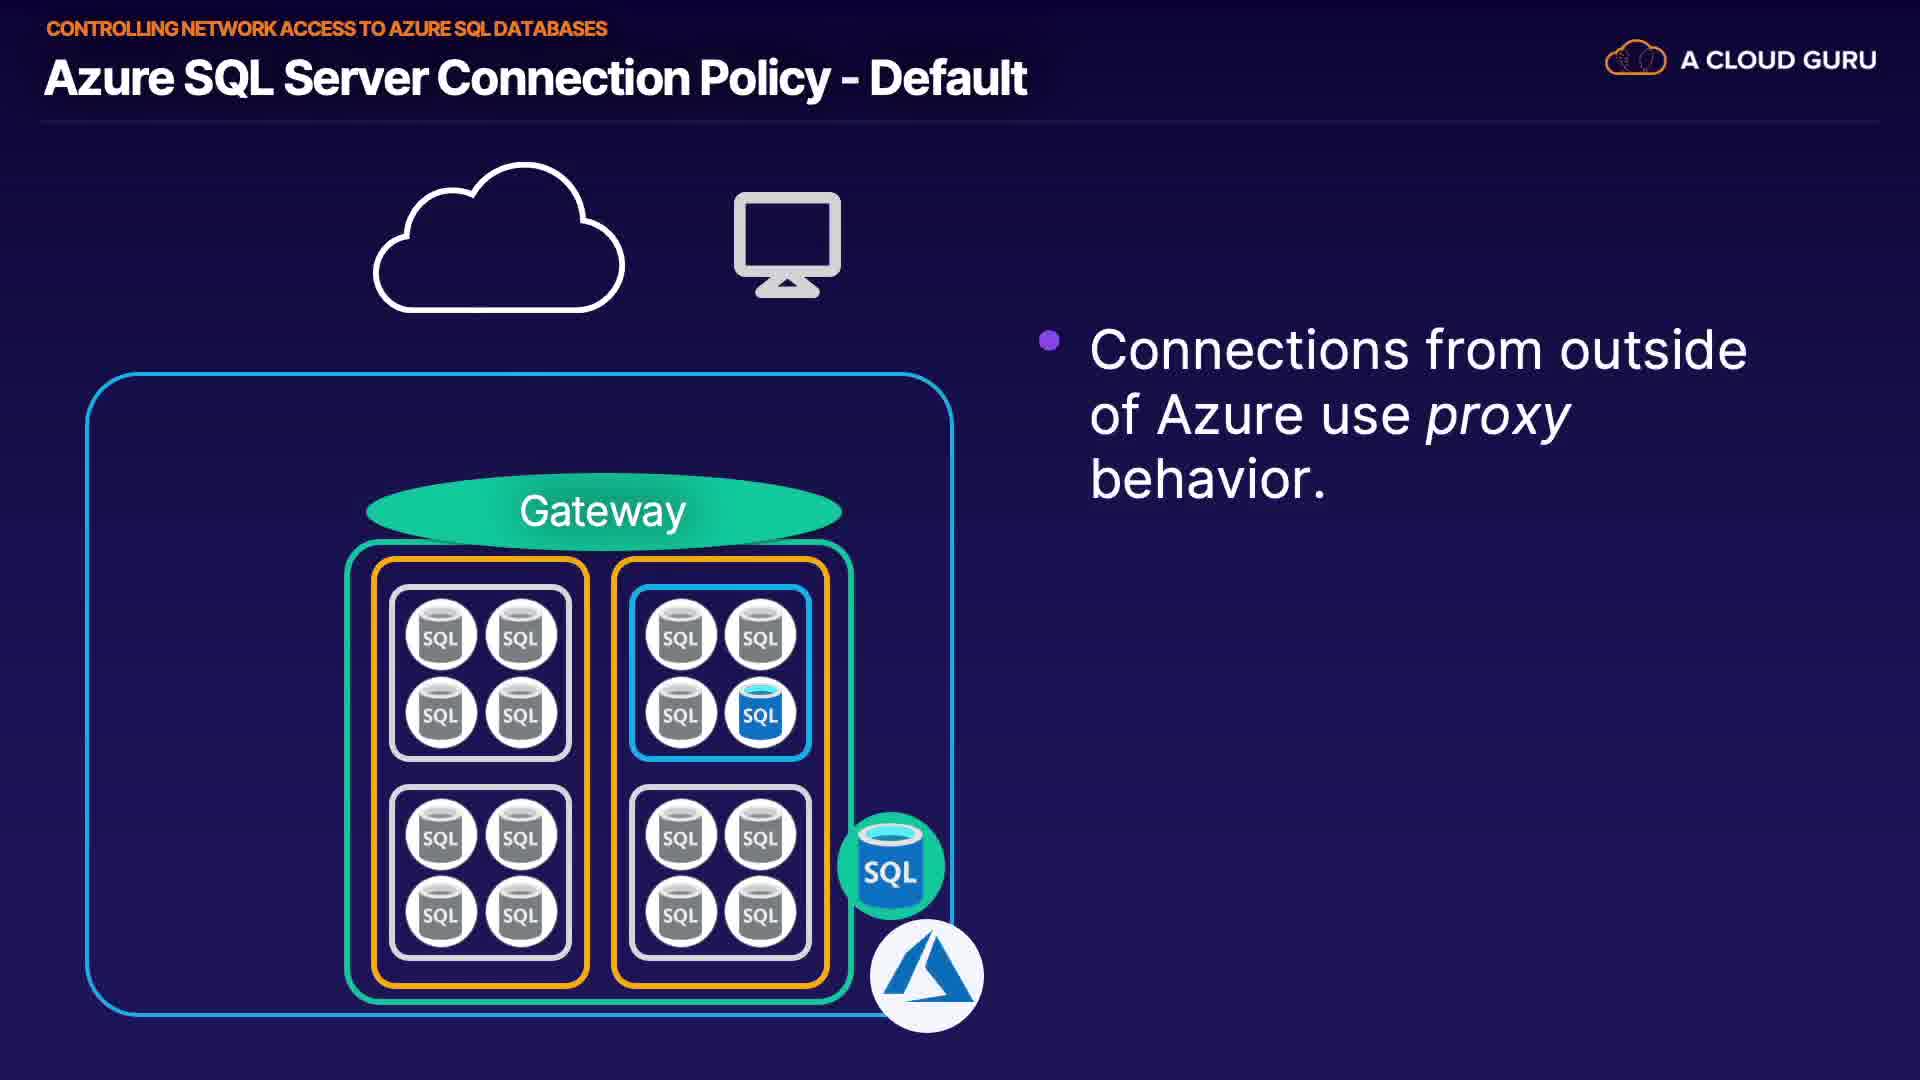 CONTROLLING NETWORK ACCESS TO AZURE SQL DATABASES
Azure SQL Server Connection Policy - Default
A CLOUD GURU
Connections from outside
of Azure use proxy
behavior.
Gateway
SQL SQL SQL SQL
SQL SQL SQL SQL
SQL SQL SQL SQL
SQL
SQL SQL SQL SQL